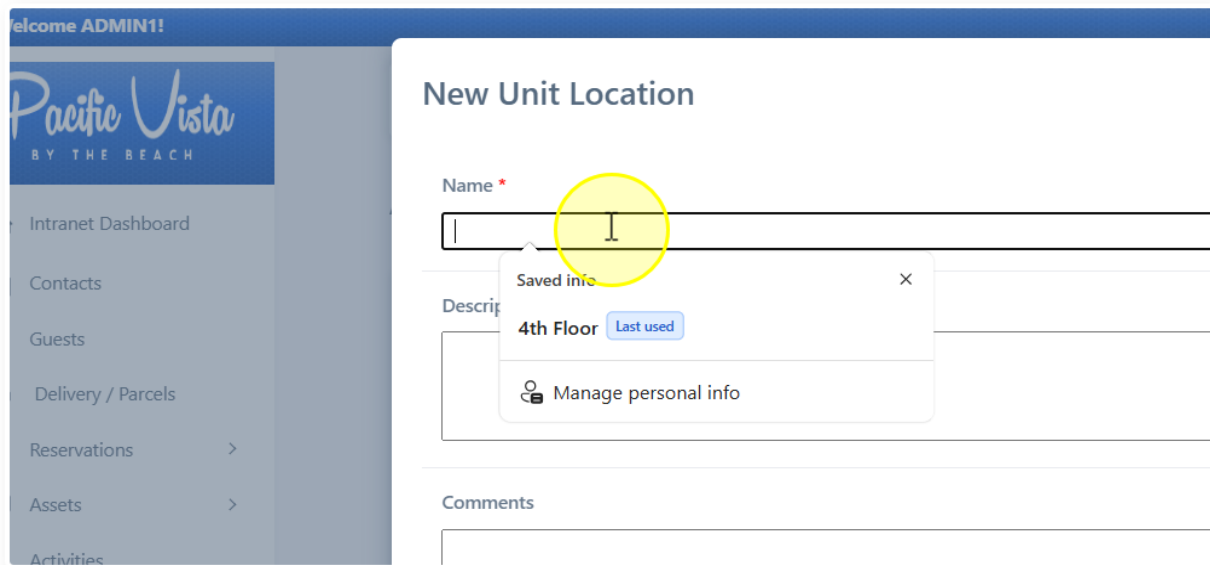 Welcome ADMIN1!
Pacific Vista
BY THE BEACH
Intranet Dashboard
Contacts
Guests
Delivery / Parcels
Reservations
Assets
Activities
New Unit Location
Name *
Saved info
4th Floor Last used
Manage personal info
Descrip
Comments